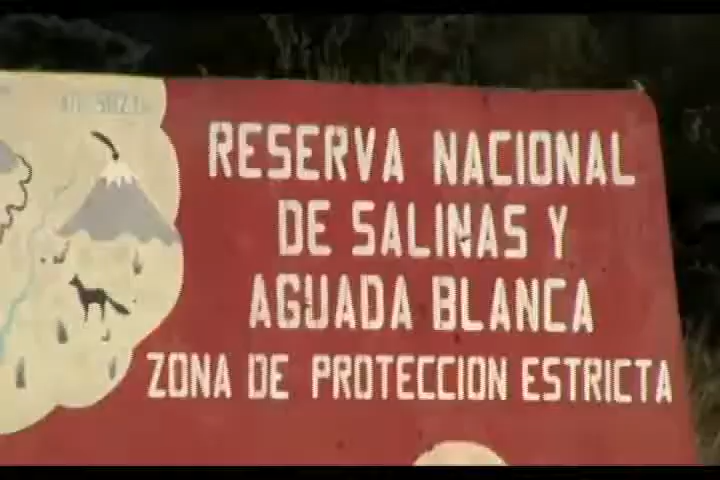 RESERVA NACIONAL
DE SALINAS Y
AGUADA BLANCA
ZONA DE PROTECCION ESTRICTA